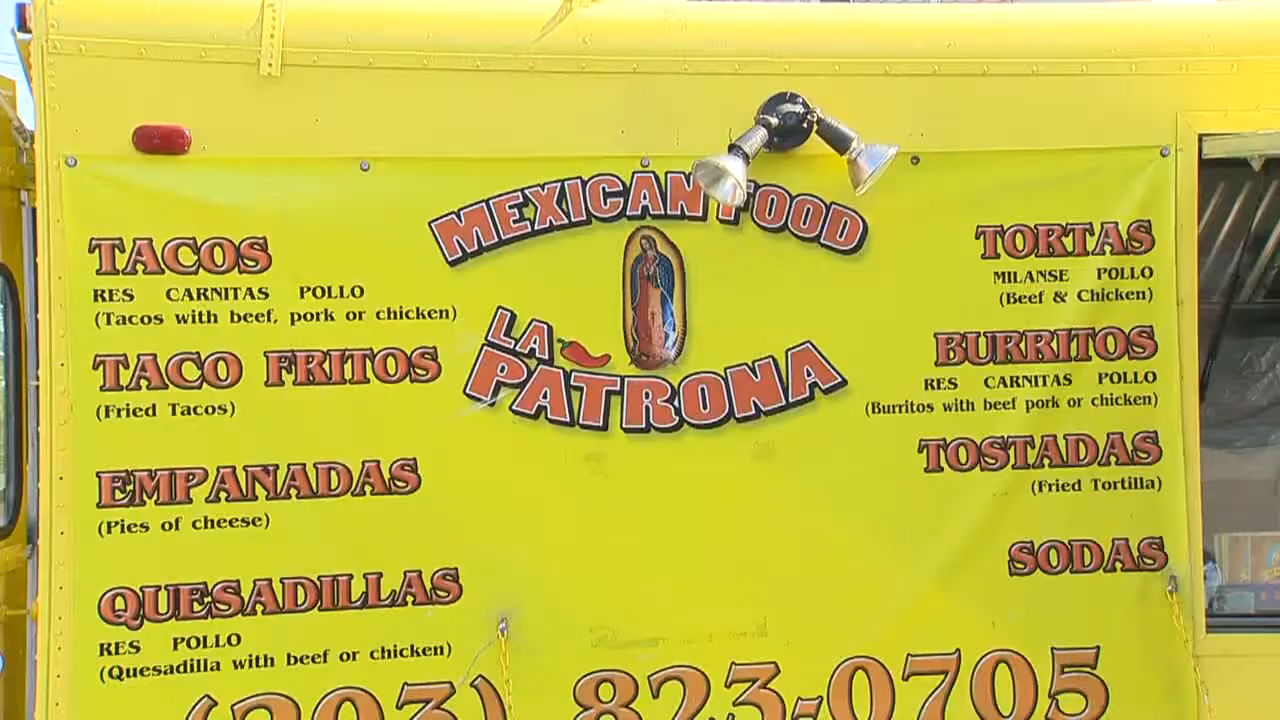 MEXICAN FOOD
LA
PATRONA
TACOS
RES CARNITAS POLLO
(Tacos with beef, pork or chicken)
TACO FRITOS
(Fried Tacos)
EMPANADAS
(Pies of cheese)
QUESADILLAS
RES POLLO
(Quesadilla with beef or chicken)
TORTAS
MILANSE POLLO
(Beef & Chicken)
BURRITOS
RES CARNITAS POLLO
(Burritos with beef pork or chicken)
TOSTADAS
(Fried Tortilla)
SODAS
(203) 823-0705